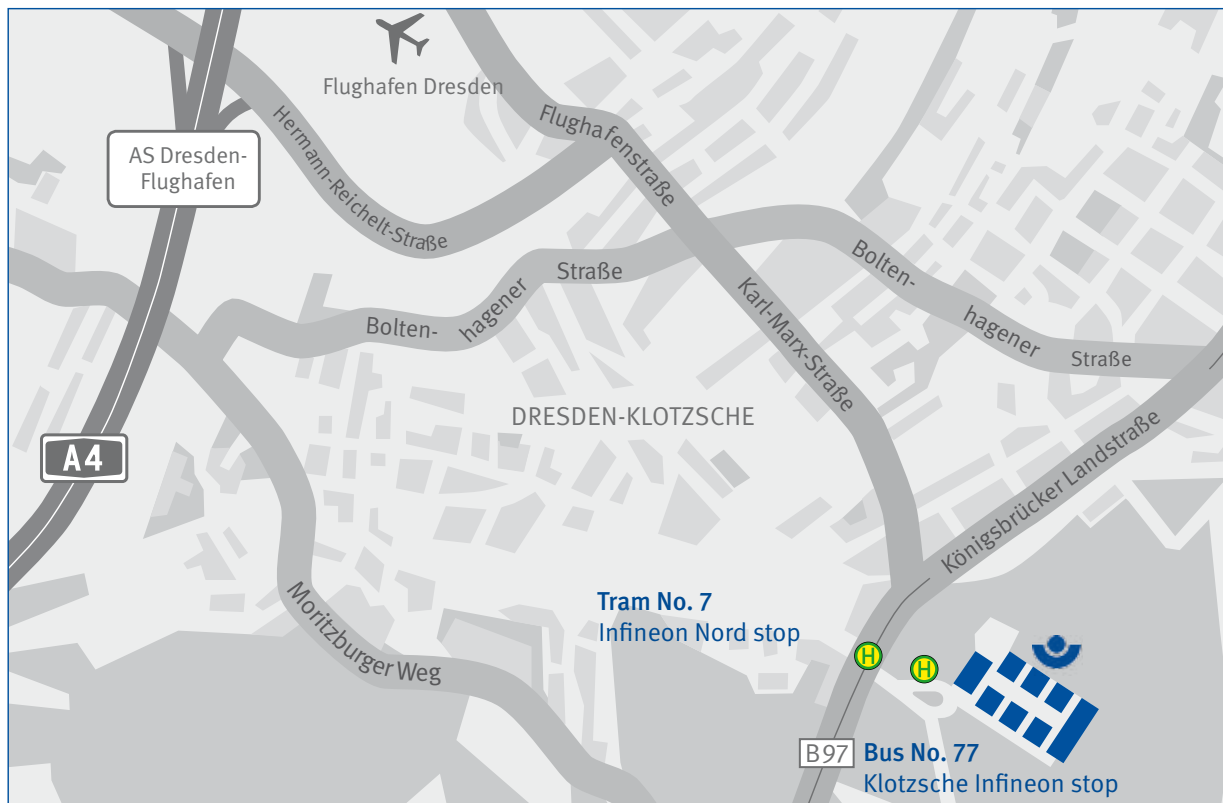 Flughafen Dresden
Flughafenstraße
AS Dresden-
Flughafen
Hermann-Reichelt-Straße
Bolten-
hagener
Straße
Bolten-
hagener
Straße
Karl-Marx-Straße
DRESDEN-KLOTZSCHE
A4
Königsbrücker Landstraße
Moritzburger Weg
Tram No. 7
Infineon Nord stop
H
H
B97
Bus No. 77
Klotzsche Infineon stop